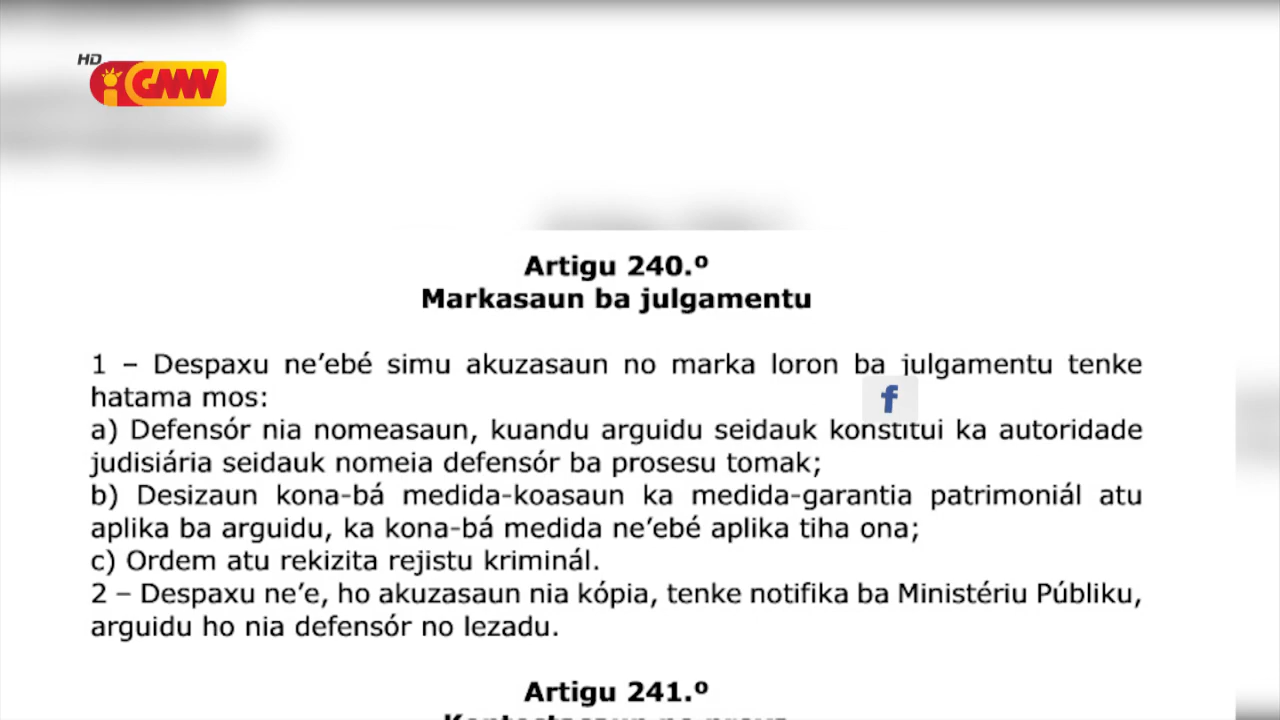 HD
GMN
Artigu 240.º
Markasaun ba julgamentu
1 – Despaxu ne’ebé simu akuzasaun no marka loron ba julgamentu tenke
hatama mos:
f
a) Defensór nia nomeasaun, kuandu arguidu seidauk konstitui ka autoridade
judisiária seidauk nomeia defensór ba prosesu tomak;
b) Desizaun kona-bá medida-koasaun ka medida-garantia patrimoniál atu
aplika ba arguidu, ka kona-bá medida ne’ebé aplika tiha ona;
c) Ordem atu rekizita rejistu kriminál.
2 – Despaxu ne’e, ho akuzasaun nia kópia, tenke notifika ba Ministériu Públiku,
arguidu ho nia defensór no lezadu.
Artigu 241.º